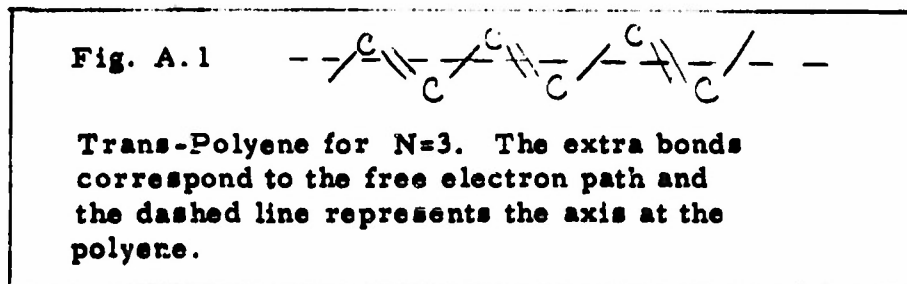 Fig. A.1
C C C
C C C
Trans-Polyene for N=3. The extra bonds
correspond to the free electron path and
the dashed line represents the axis at the
polyene.